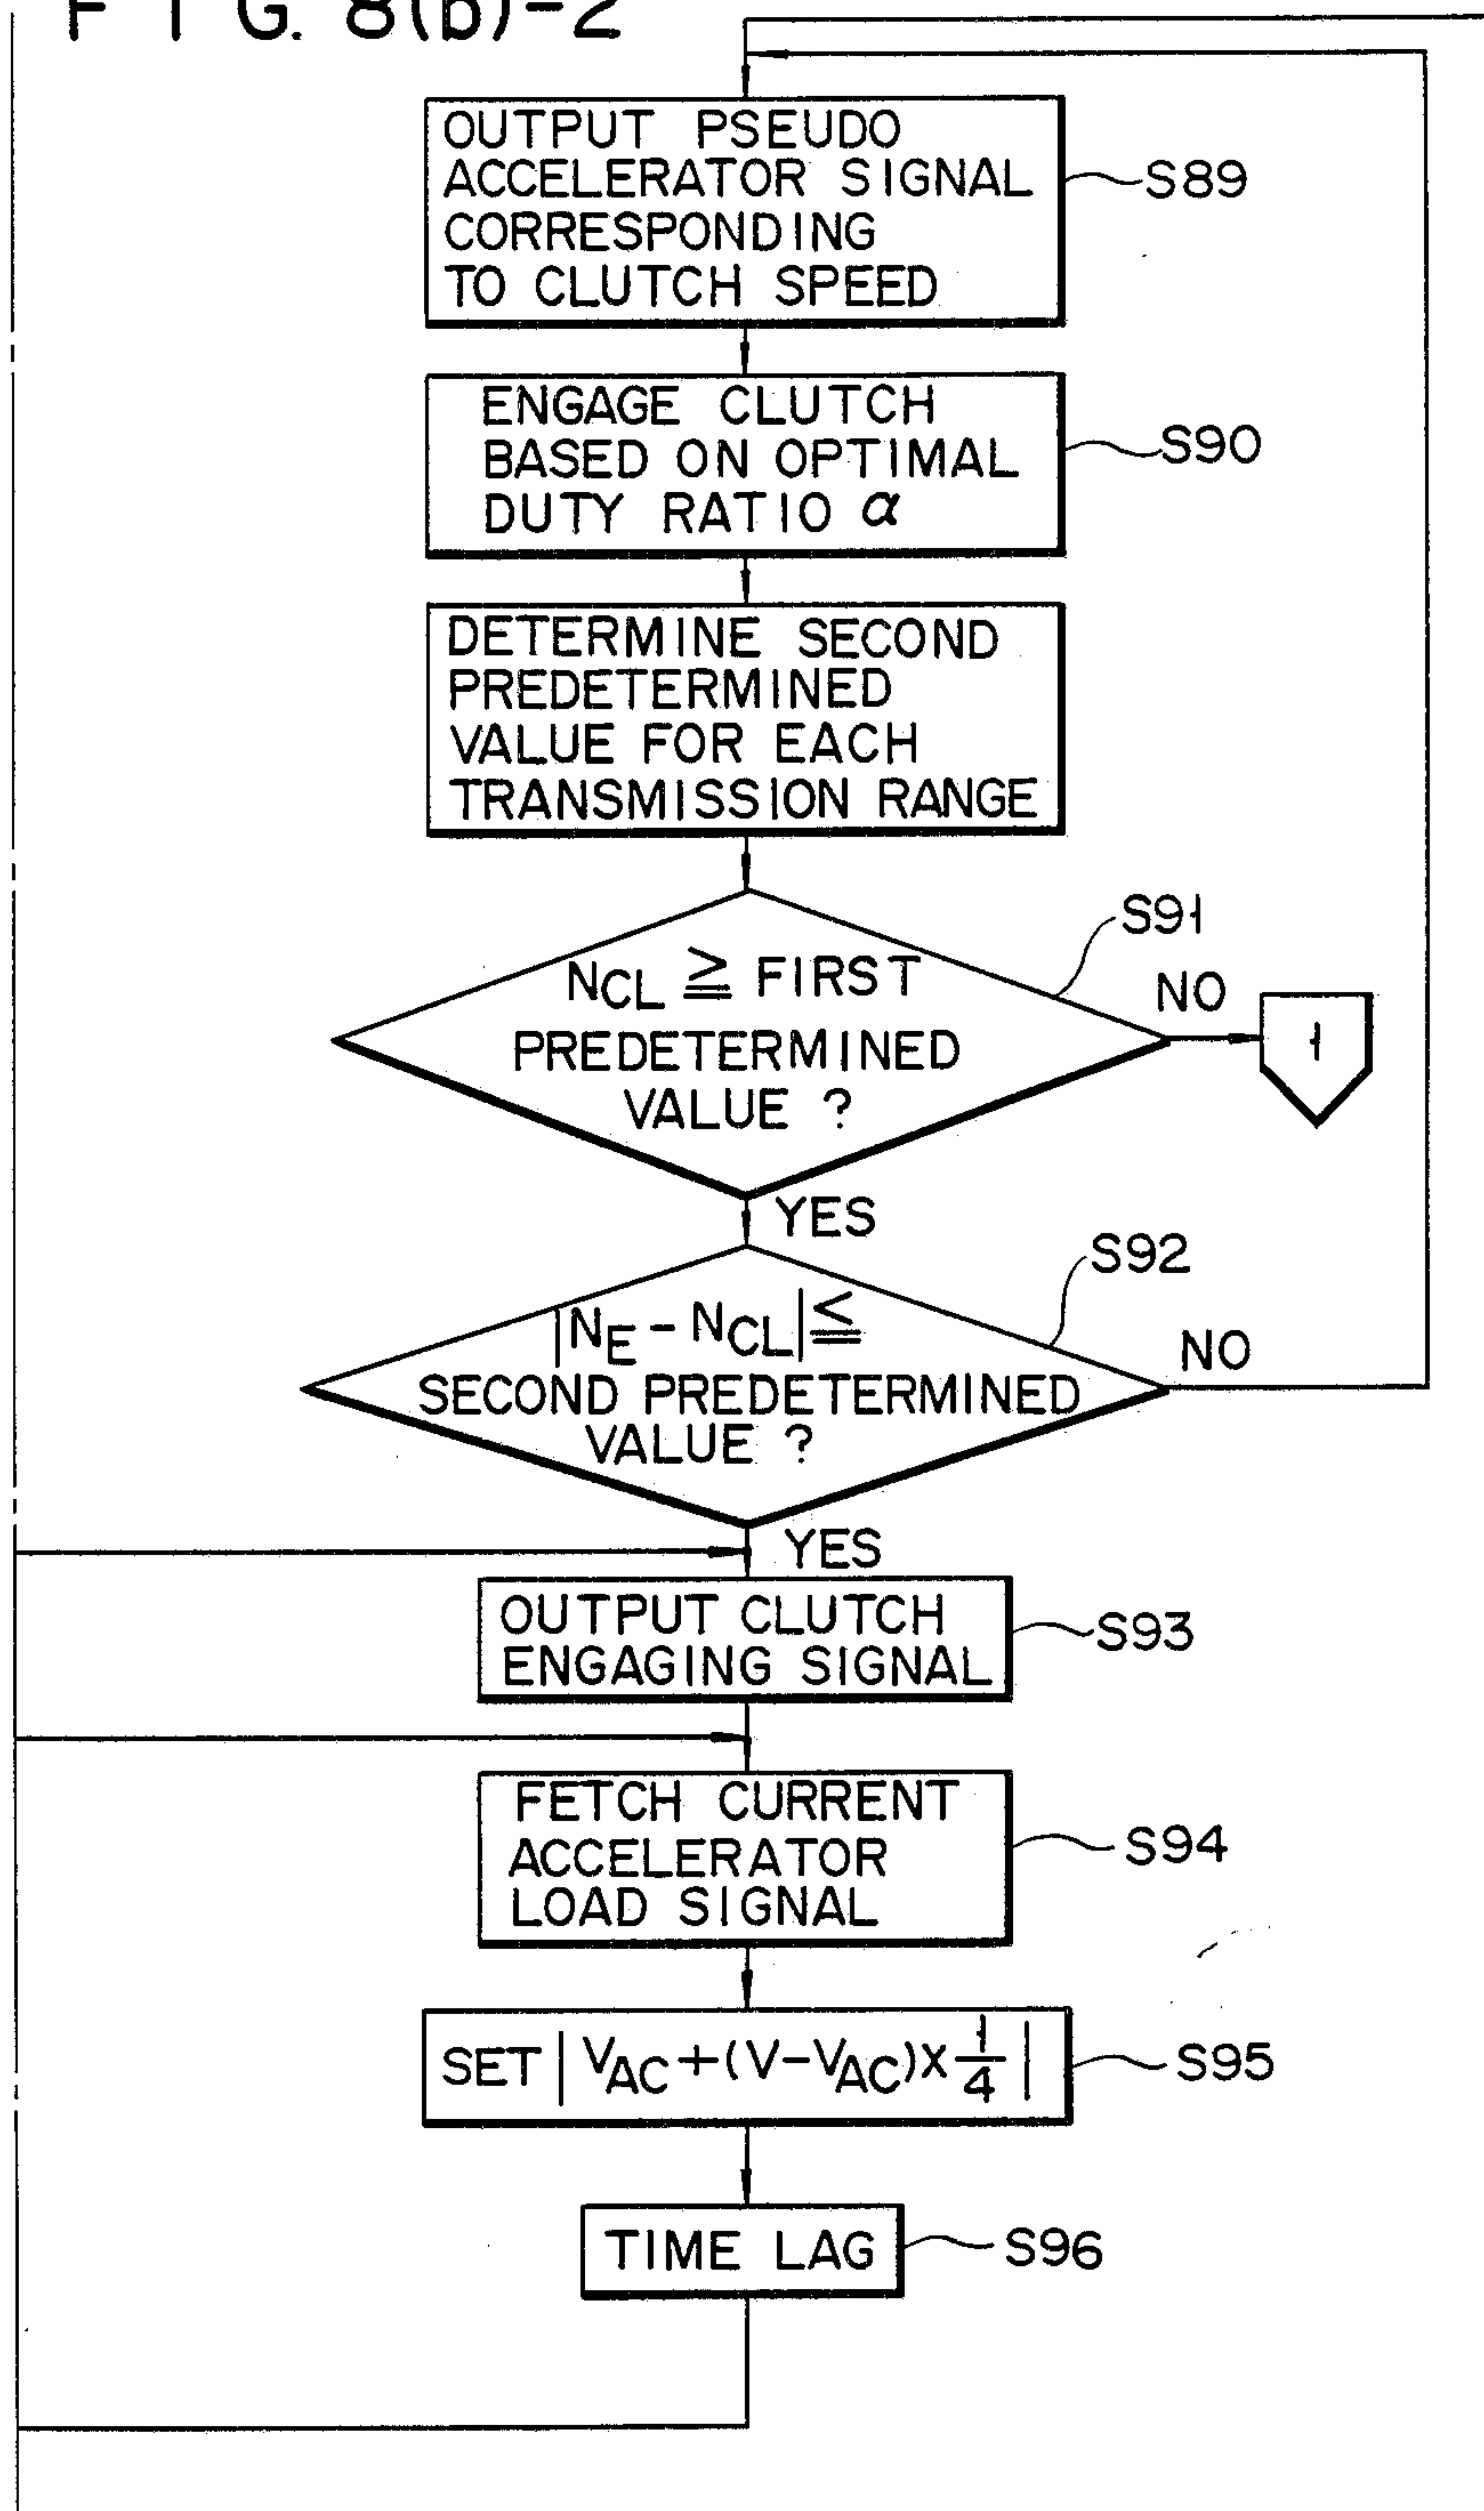 F I G. 8(b)-2
OUTPUT PSEUDO
ACCELERATOR SIGNAL
CORRESPONDING
TO CLUTCH SPEED
S89
ENGAGE CLUTCH
BASED ON OPTIMAL
DUTY RATIO α
S90
DETERMINE SECOND
PREDETERMINED
VALUE FOR EACH
TRANSMISSION RANGE
S91
NCL ≧ FIRST
PREDETERMINED
VALUE ?
NO
1
YES
S92
|NE-NCL|≦
SECOND PREDETERMINED
VALUE ?
NO
YES
OUTPUT CLUTCH
ENGAGING SIGNAL
S93
FETCH CURRENT
ACCELERATOR
LOAD SIGNAL
S94
SET | VAC+(V-VAC)x 1/4 |
S95
TIME LAG
S96